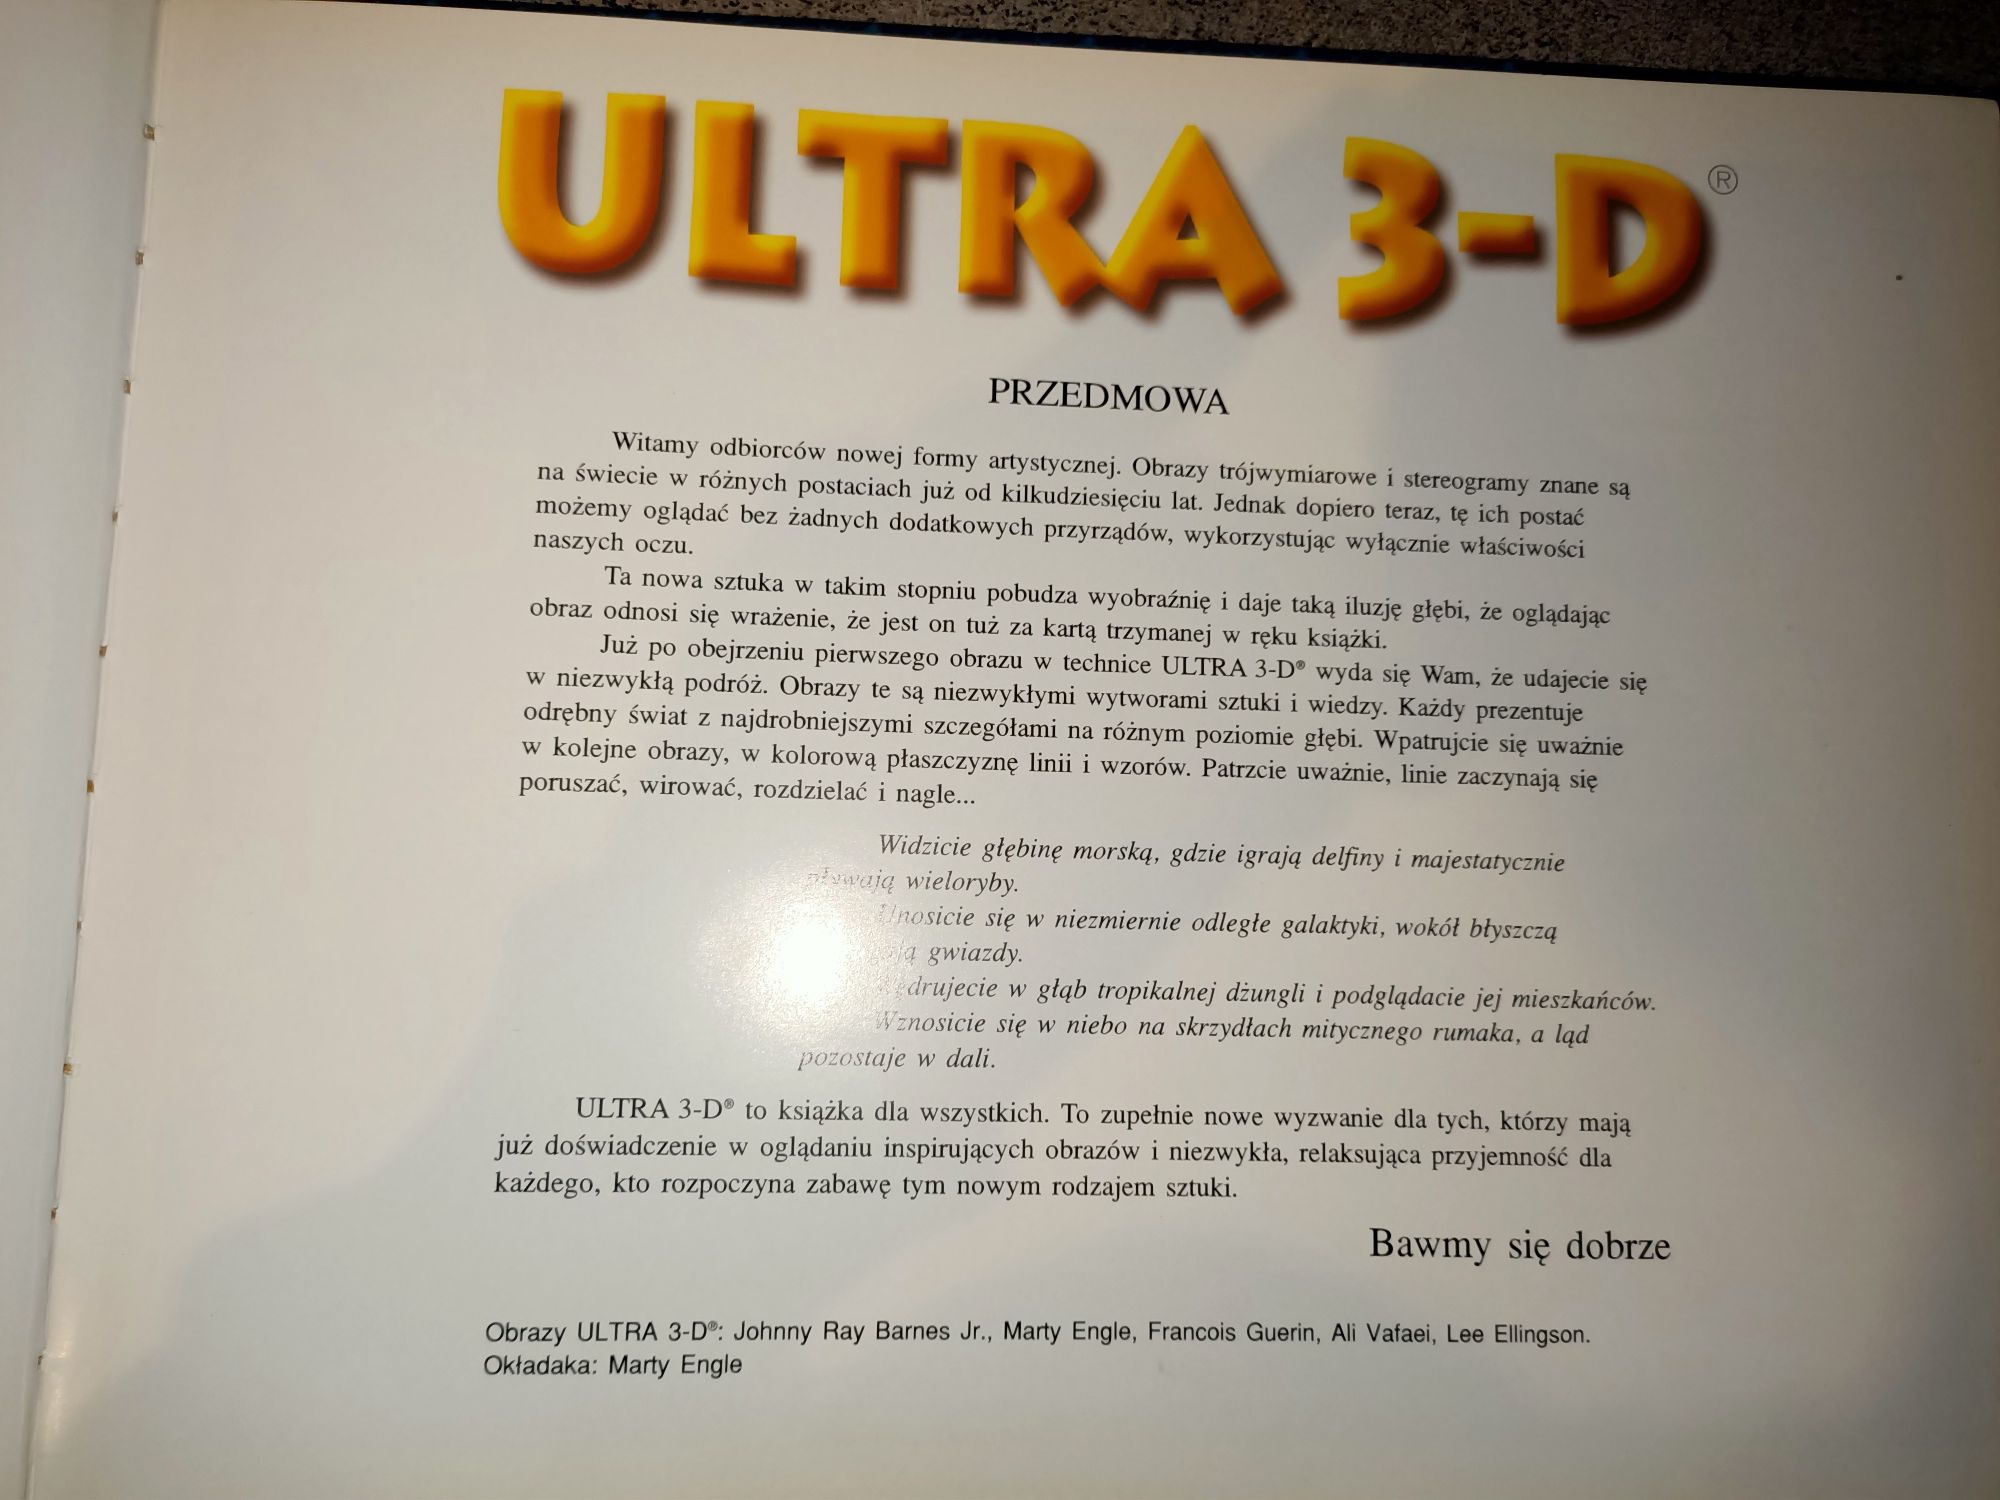 ULTRA 3-D®
PRZEDMOWA
Witamy odbiorców nowej formy artystycznej. Obrazy trójwymiarowe i stereogramy znane są
na świecie w różnych postaciach już od kilkudziesięciu lat. Jednak dopiero teraz, tę ich postać
możemy oglądać bez żadnych dodatkowych przyrządów, wykorzystując wyłącznie właściwości
naszych oczu.
Ta nowa sztuka w takim stopniu pobudza wyobraźnię i daje taką iluzję głębi, że oglądając
obraz odnosi się wrażenie, że jest on tuż za kartą trzymanej w ręku książki.
Już po obejrzeniu pierwszego obrazu w technice ULTRA 3-D® wyda się Wam, że udajecie się
w niezwykłą podróż. Obrazy te są niezwykłymi wytworami sztuki i wiedzy. Każdy prezentuje
odrębny świat z najdrobniejszymi szczegółami na różnym poziomie głębi. Wpatrujcie się uważnie
w kolejne obrazy, w kolorową płaszczyznę linii i wzorów. Patrzcie uważnie, linie zaczynają się
poruszać, wirować, rozdzielać i nagle...
Widzicie głębinę morską, gdzie igrają delfiny i majestatycznie
pływają wieloryby.
Unosicie się w niezmiernie odległe galaktyki, wokół błyszczą
gwiazdy.
Wędrujecie w głąb tropikalnej dżungli i podglądacie jej mieszkańców.
Wznosicie się w niebo na skrzydłach mitycznego rumaka, a ląd
pozostaje w dali.
ULTRA 3-D® to książka dla wszystkich. To zupełnie nowe wyzwanie dla tych, którzy mają
już doświadczenie w oglądaniu inspirujących obrazów i niezwykła, relaksująca przyjemność dla
każdego, kto rozpoczyna zabawę tym nowym rodzajem sztuki.
Bawmy się dobrze
Obrazy ULTRA 3-D®: Johnny Ray Barnes Jr., Marty Engle, Francois Guerin, Ali Vafaei, Lee Ellingson.
Okładaka: Marty Engle